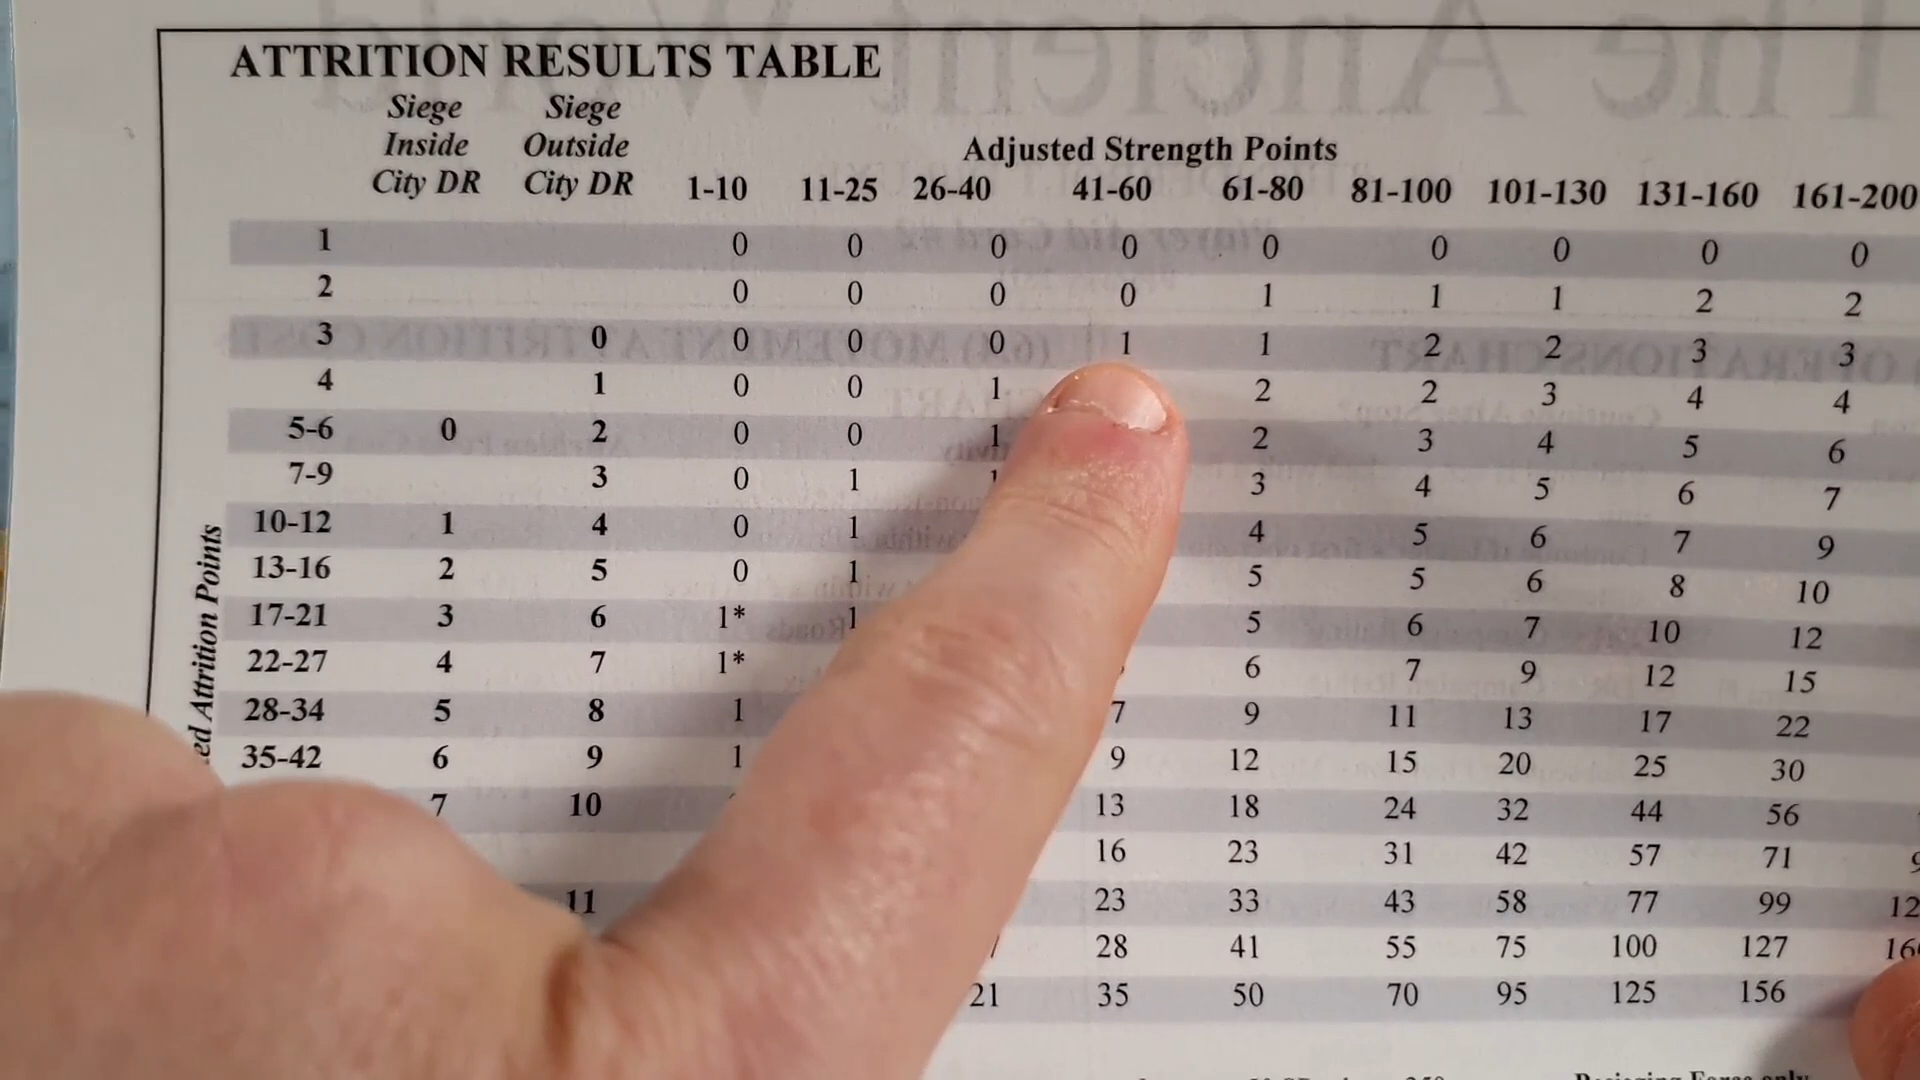 ATTRITION RESULTS TABLE
Siege Siege
Inside Outside Adjusted Strength Points
City DR City DR 1-10 11-25 26-40 41-60 61-80 81-100 101-130 131-160 161-200
1 0 0 0 0 0 0 0 0 0
2 0 0 0 0 1 1 1 2 2
3 0 0 0 0 1 1 2 2 3 3
4 1 0 0 1 2 2 3 4 4
5-6 0 2 0 0 1 2 3 4 5 6
7-9 3 0 1 3 4 5 6 7
10-12 1 4 0 1 4 5 6 7 9
13-16 2 5 0 1 5 5 6 8 10
17-21 3 6 1* 1 5 6 7 10 12
22-27 4 7 1* 6 7 9 12 15
28-34 5 8 1 7 9 11 13 17 22
35-42 6 9 1 9 12 15 20 25 30
7 10 13 18 24 32 44 56
16 23 31 42 57 71
11 23 33 43 58 77 99
28 41 55 75 100 127
21 35 50 70 95 125 156
Attrition Points